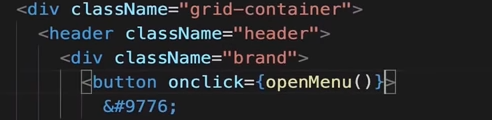 <div className="grid-container">
<header className="header">
<div className="brand">
<button onclick={openMenu()}>
&#9776;